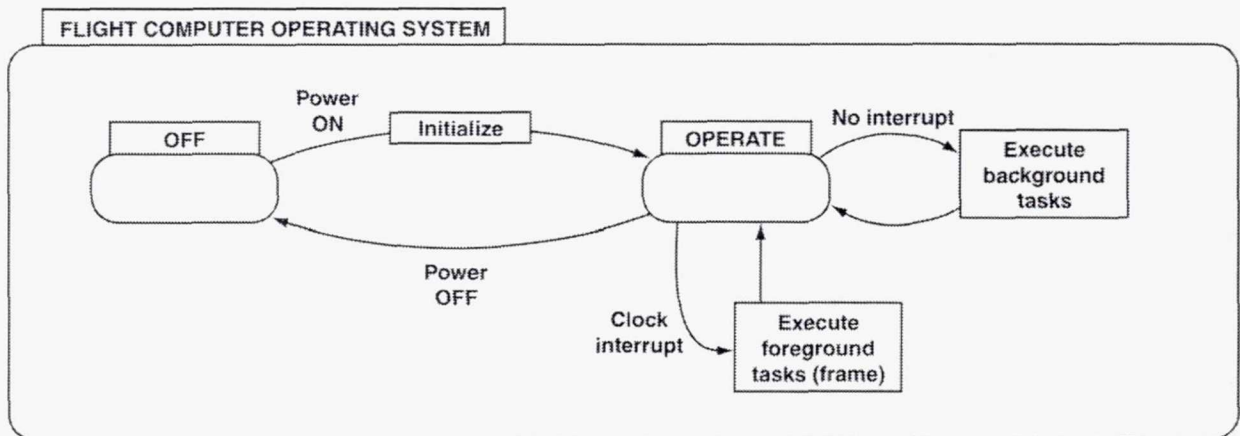 FLIGHT COMPUTER OPERATING SYSTEM
Power
ON
Initialize
OFF
OPERATE
No interrupt
Execute
background
tasks
Power
OFF
Clock
interrupt
Execute
foreground
tasks (frame)